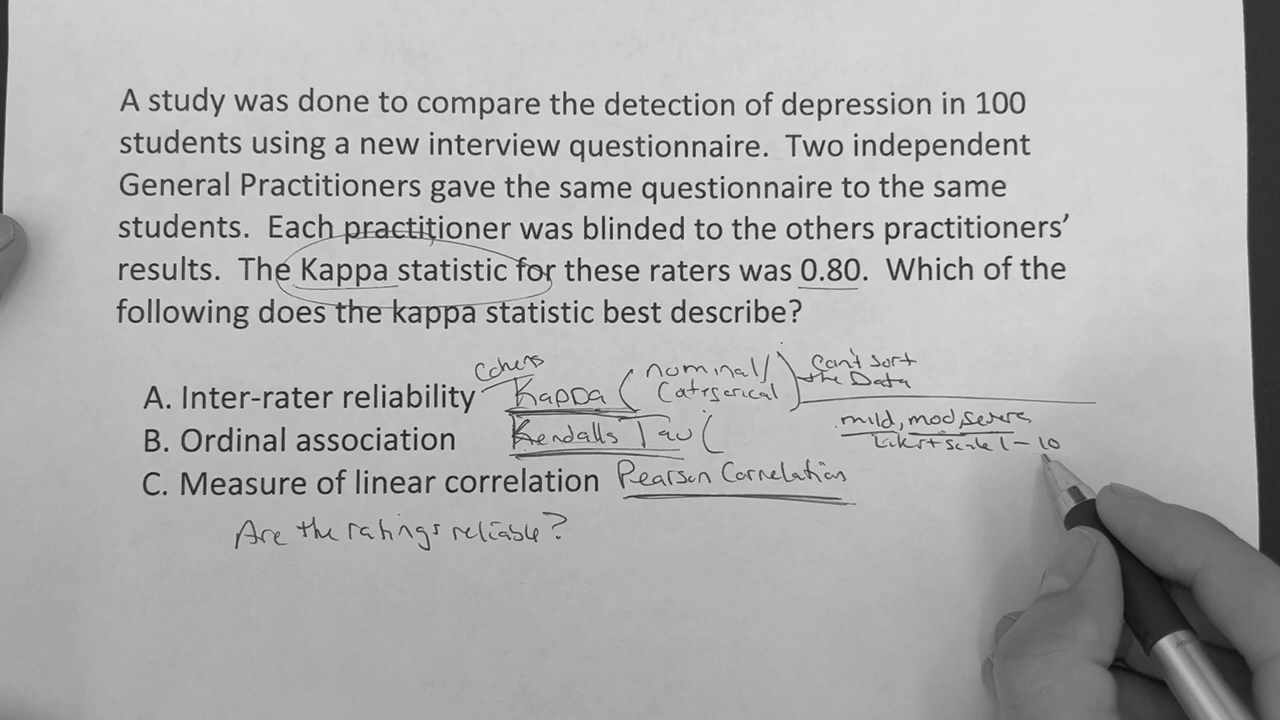 A study was done to compare the detection of depression in 100
students using a new interview questionnaire. Two independent
General Practitioners gave the same questionnaire to the same
students. Each practitioner was blinded to the others practitioners’
results. The Kappa statistic for these raters was 0.80. Which of the
following does the kappa statistic best describe?
A. Inter-rater reliability Cohens Kappa ( nominal/ Categorical ) Can't sort the Data
B. Ordinal association Kendalls Tau ( mild, mod, severe
Likert scale 1 - 10
C. Measure of linear correlation Pearson Correlation
Are the ratings reliable?